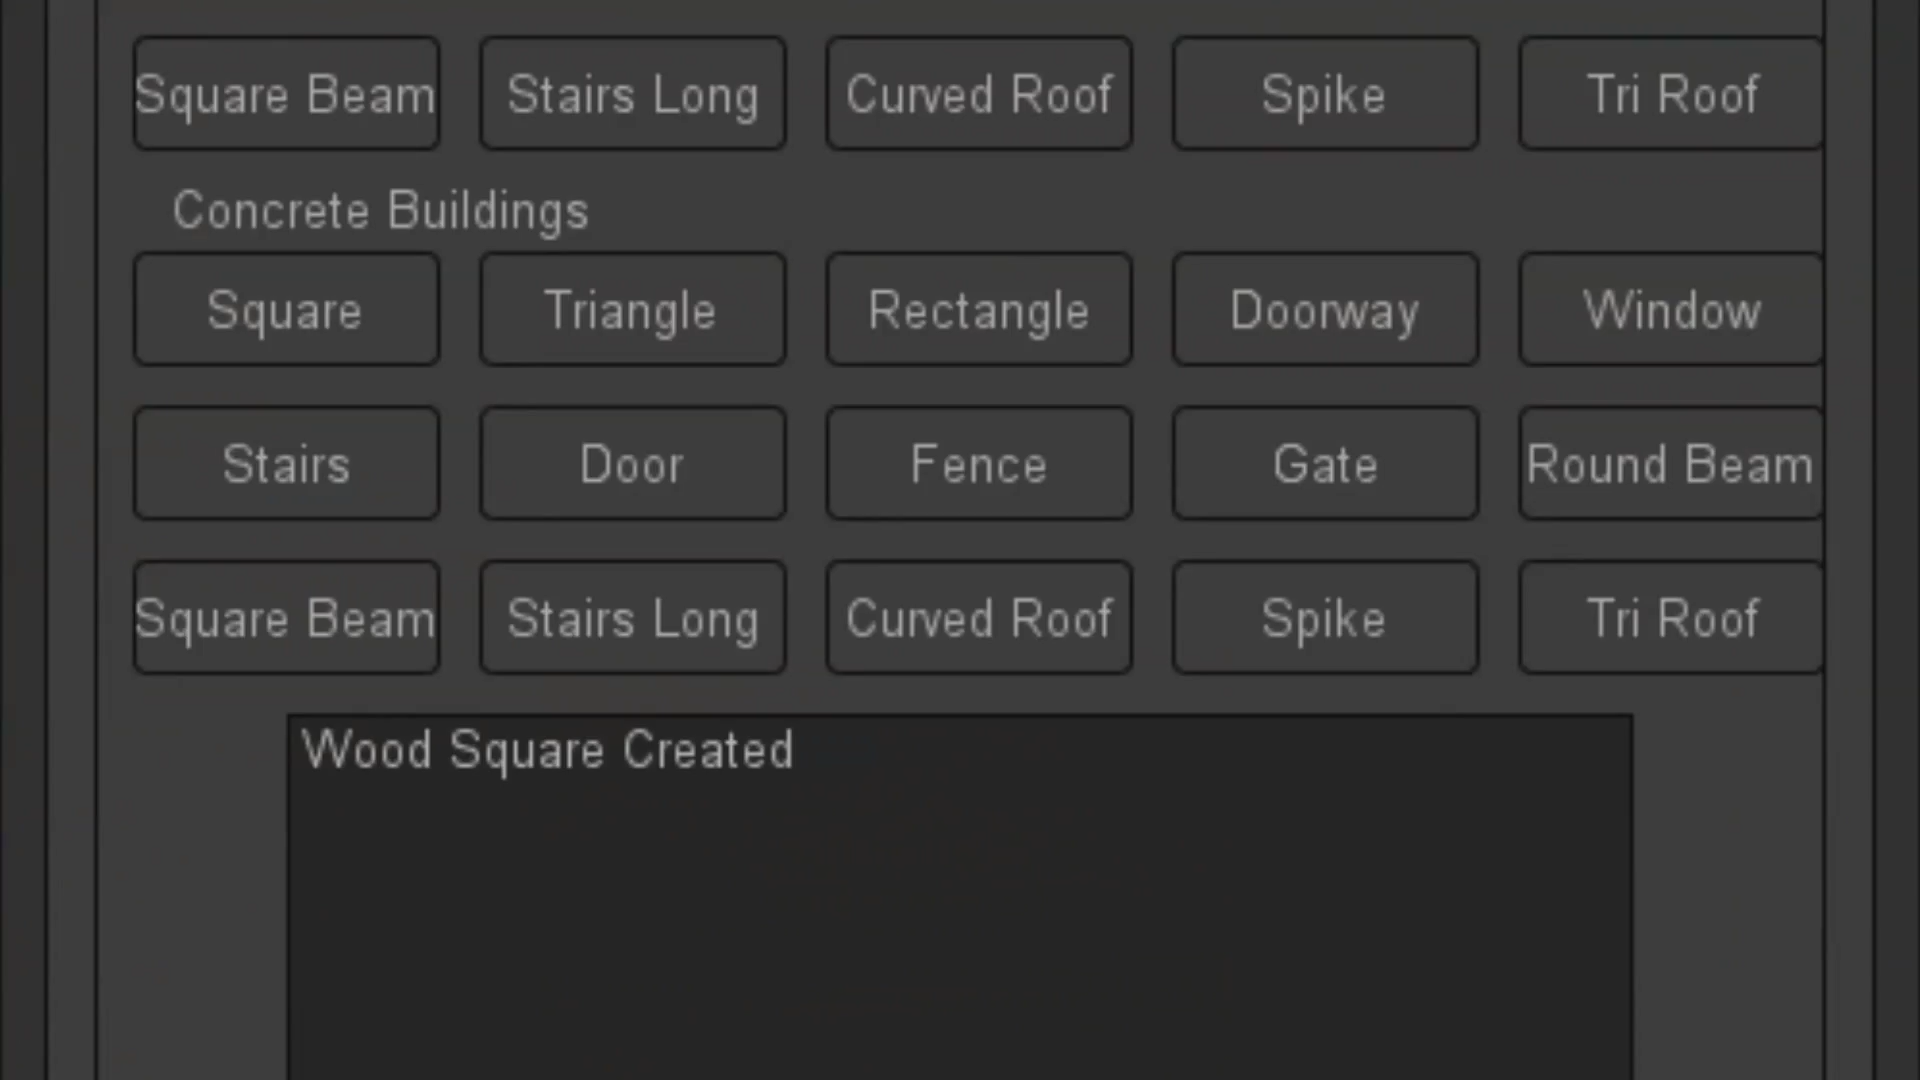 Square Beam Stairs Long Curved Roof Spike Tri Roof
Concrete Buildings
Square Triangle Rectangle Doorway Window
Stairs Door Fence Gate Round Beam
Square Beam Stairs Long Curved Roof Spike Tri Roof
Wood Square Created